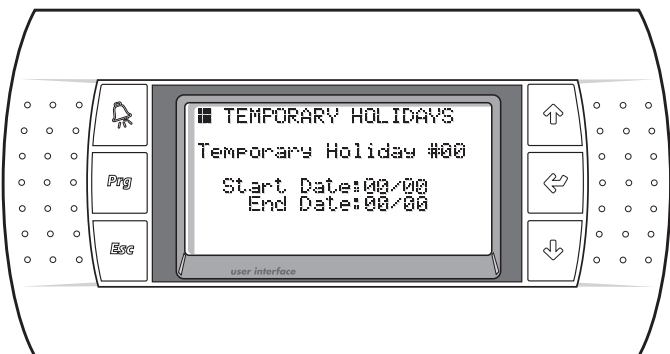 TEMPORARY HOLIDAYS
Temporary Holiday #00
Start Date:00/00
End Date:00/00
Prg
Esc
user interface